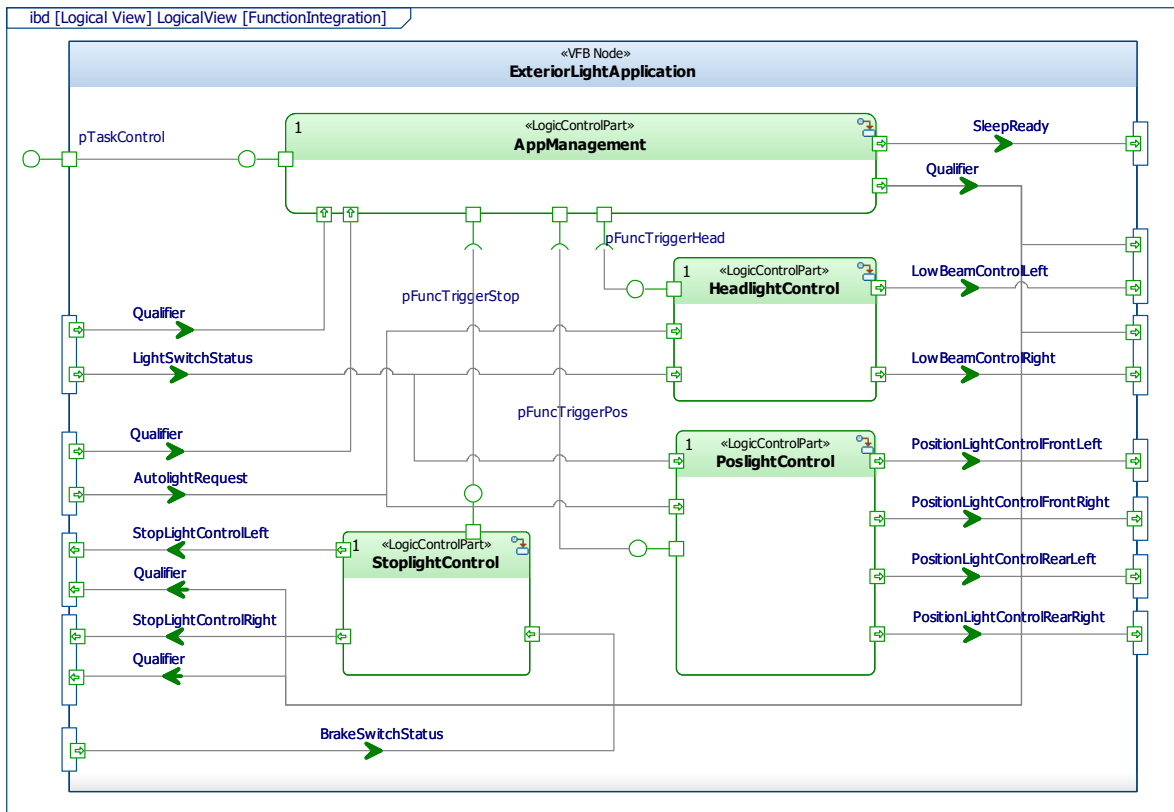 ibd [Logical View] LogicalView [FunctionIntegration]
«VFB Node»
ExteriorLightApplication
pTaskControl
1
«LogicControlPart»
AppManagement
SleepReady
Qualifier
pFuncTriggerHead
1
«LogicControlPart»
HeadlightControl
LowBeamControlLeft
pFuncTriggerStop
Qualifier
LightSwitchStatus
LowBeamControlRight
pFuncTriggerPos
Qualifier
AutolightRequest
1
«LogicControlPart»
PoslightControl
PositionLightControlFrontLeft
PositionLightControlFrontRight
StopLightControlLeft
1
«LogicControlPart»
StoplightControl
PositionLightControlRearLeft
Qualifier
StopLightControlRight
PositionLightControlRearRight
Qualifier
BrakeSwitchStatus